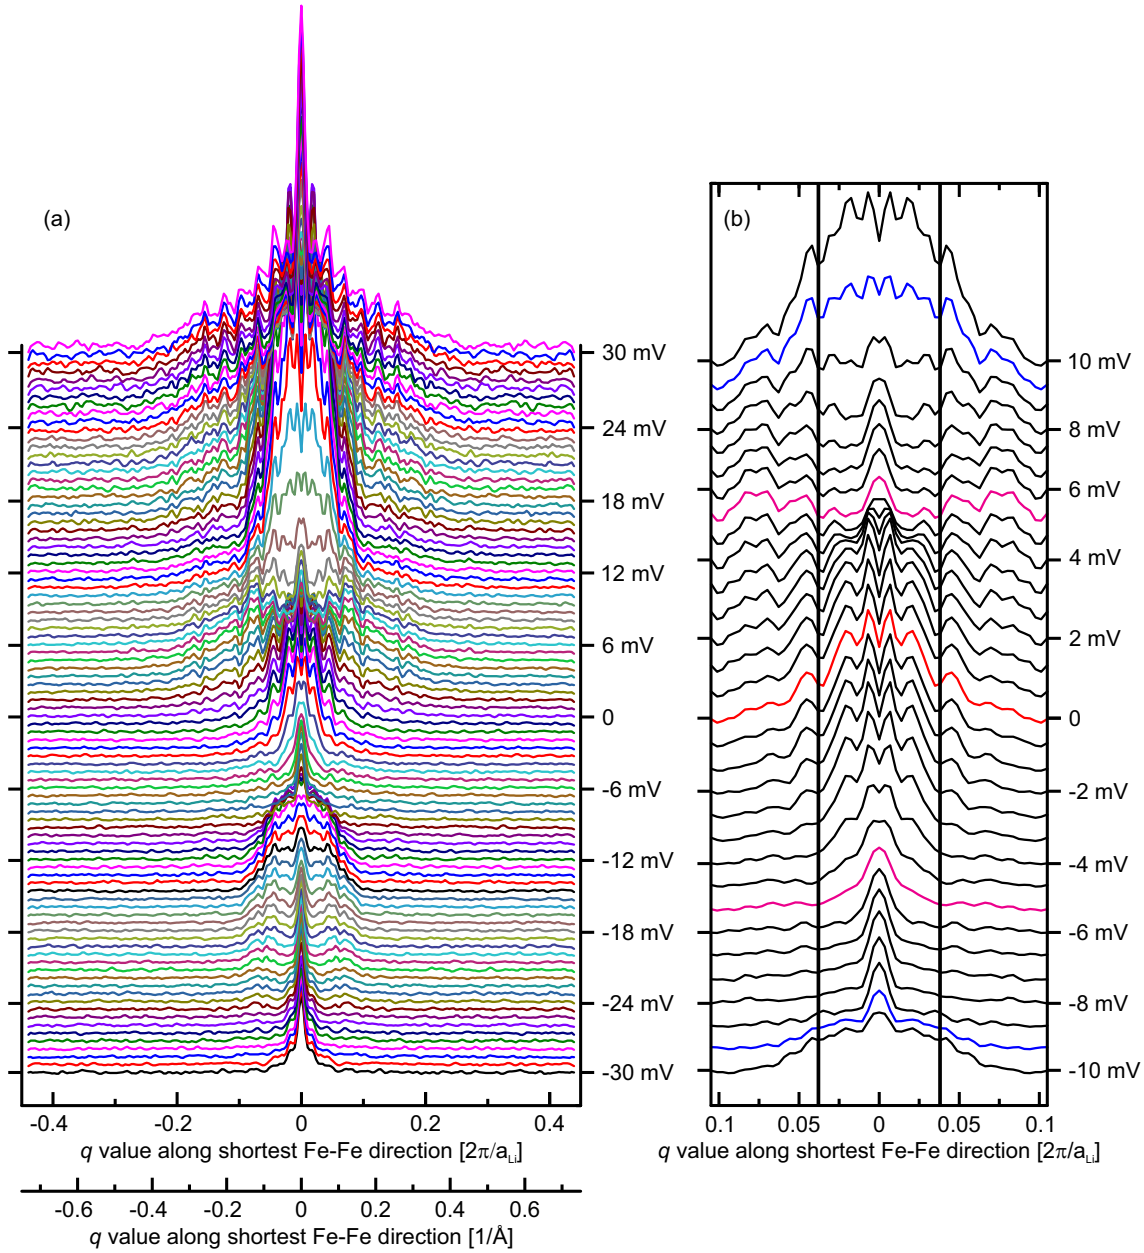 (a)
30 mV
24 mV
18 mV
12 mV
6 mV
0
-6 mV
-12 mV
-18 mV
-24 mV
-30 mV
-0.4 -0.2 0 0.2 0.4
q value along shortest Fe-Fe direction [2π/a_Li]
-0.6 -0.4 -0.2 0 0.2 0.4 0.6
q value along shortest Fe-Fe direction [1/Å]
(b)
10 mV
8 mV
6 mV
4 mV
2 mV
0
-2 mV
-4 mV
-6 mV
-8 mV
-10 mV
0.1 0.05 0 0.05 0.1
q value along shortest Fe-Fe direction [2π/a_Li]